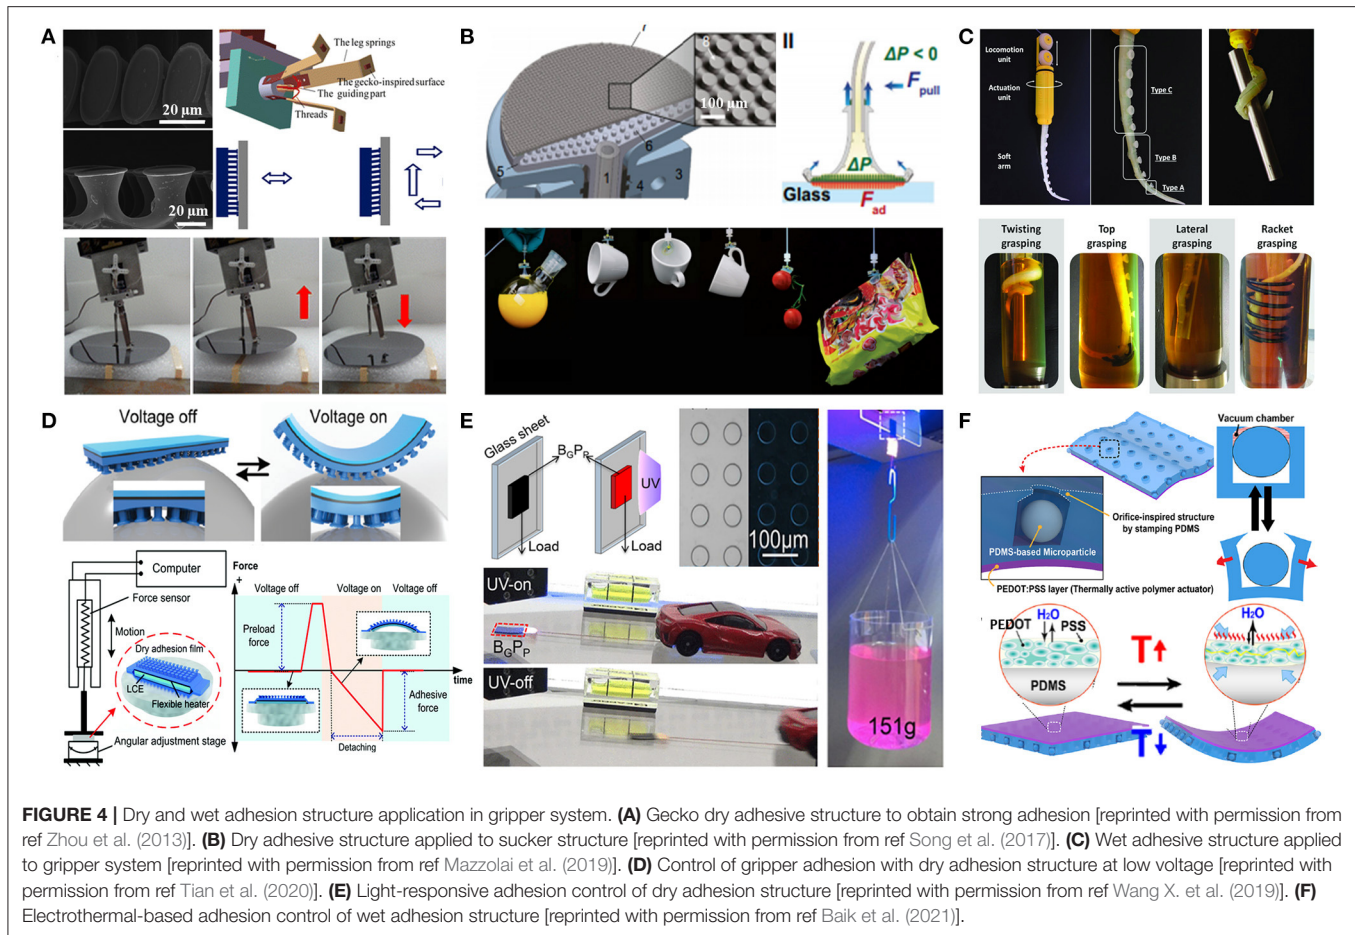 A
The leg springs
The gecko-inspired surface
The guiding part
Threads
20 µm
20 µm
B
7
8
100 µm
5
6
1
4
3
II
ΔP < 0
F pull
ΔP
Glass
F ad
C
Locomotion unit
Actuation unit
Soft arm
Type C
Type B
Type A
Twisting grasping
Top grasping
Lateral grasping
Racket grasping
D
Voltage off
Voltage on
Computer
Force sensor
Motion
Dry adhesion film
LCE
Flexible heater
Angular adjustment stage
Force
+
Voltage off
Voltage on
Voltage off
Preload force
time
Adhesive force
Detaching
E
Glass sheet
BGPP
UV
Load
Load
100µm
UV-on
BGPP
UV-off
151g
F
Vacuum chamber
Orifice-inspired structure by stamping PDMS
PDMS-based Microparticle
PEDOT:PSS layer (Thermally active polymer actuator)
H2O
PEDOT
PSS
PDMS
T↑
T↓
H2O
FIGURE 4 | Dry and wet adhesion structure application in gripper system. (A) Gecko dry adhesive structure to obtain strong adhesion [reprinted with permission from
ref Zhou et al. (2013)]. (B) Dry adhesive structure applied to sucker structure [reprinted with permission from ref Song et al. (2017)]. (C) Wet adhesive structure applied
to gripper system [reprinted with permission from ref Mazzolai et al. (2019)]. (D) Control of gripper adhesion with dry adhesion structure at low voltage [reprinted with
permission from ref Tian et al. (2020)]. (E) Light-responsive adhesion control of dry adhesion structure [reprinted with permission from ref Wang X. et al. (2019)]. (F)
Electrothermal-based adhesion control of wet adhesion structure [reprinted with permission from ref Baik et al. (2021)].